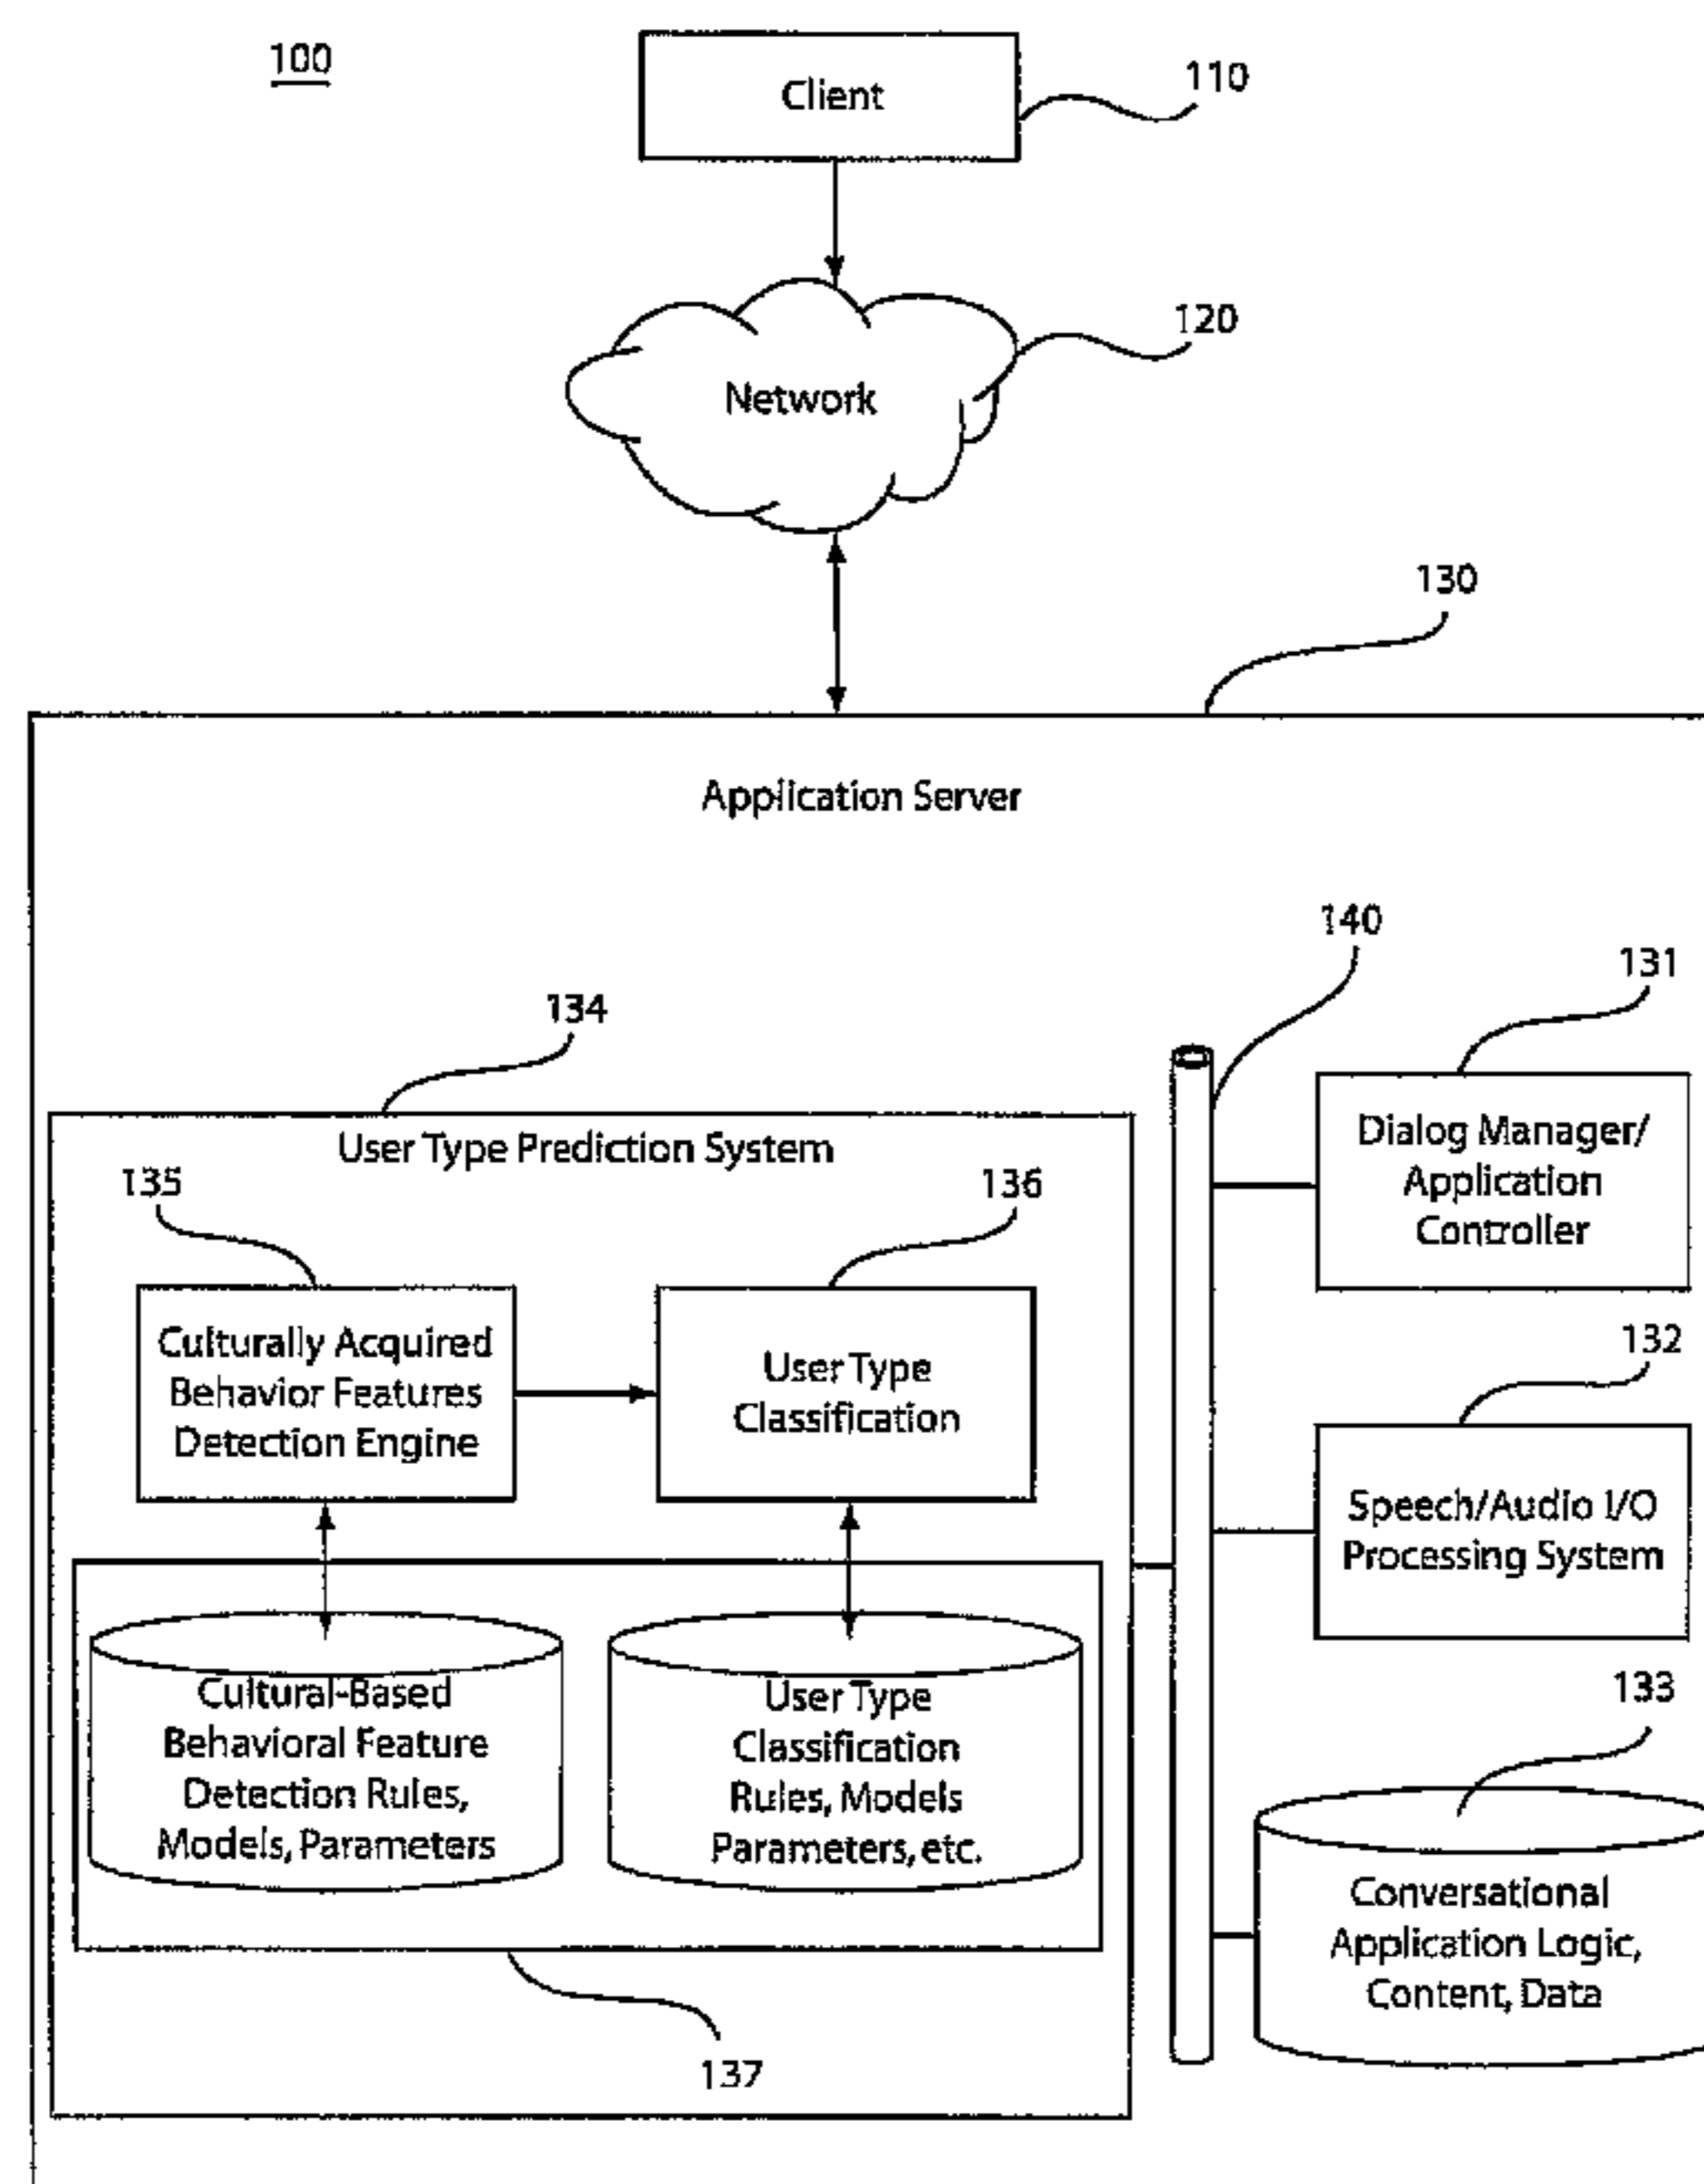 100
Client
110
120
Network
130
Application Server
140
131
134
Dialog Manager/
Application
Controller
User Type Prediction System
135
136
Culturally Acquired
Behavior Features
Detection Engine
User Type
Classification
132
Speech/Audio I/O
Processing System
Cultural-Based
Behavioral Feature
Detection Rules,
Models, Parameters
User Type
Classification
Rules, Models
Parameters, etc.
133
Conversational
Application Logic,
Content, Data
137